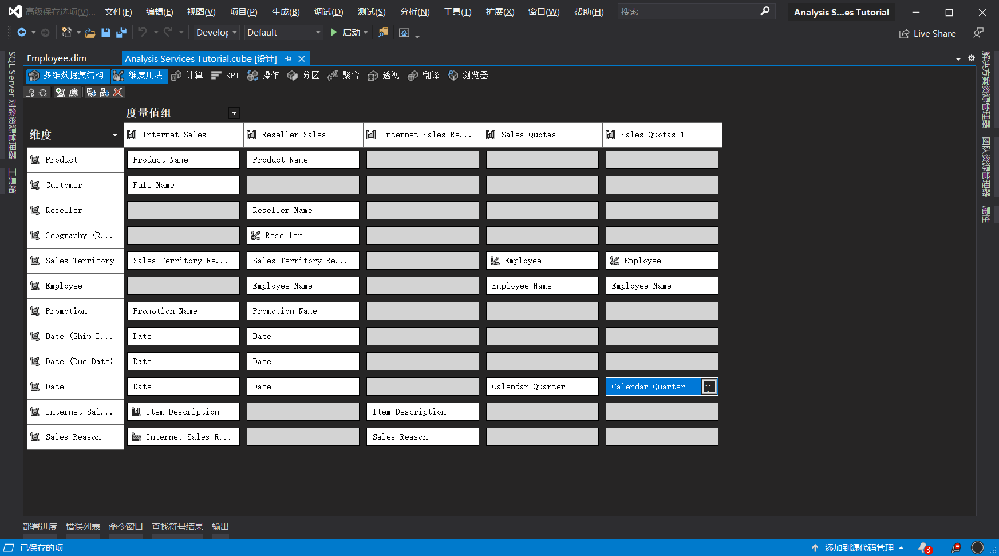 高级保存选项(V)... 文件(F) 编辑(E) 视图(V) 项目(P) 生成(B) 调试(D) 测试(S) 分析(N) 工具(T) 扩展(X) 窗口(W) 帮助(H) 搜索 Analysis S...es Tutorial
Develop Default 启动 Live Share
Employee.dim Analysis Services Tutorial.cube [设计]
多维数据集结构 维度用法 计算 KPI 操作 分区 聚合 透视 翻译 浏览器
度量值组
维度 Internet Sales Reseller Sales Internet Sales Re... Sales Quotas Sales Quotas 1
Product Product Name Product Name
Customer Full Name
Reseller Reseller Name
Geography (R... Reseller
Sales Territory Sales Territory Re... Sales Territory Re... Employee Employee
Employee Employee Name Employee Name Employee Name
Promotion Promotion Name Promotion Name
Date (Ship D... Date Date
Date (Due Date) Date Date
Date Date Date Calendar Quarter Calendar Quarter
Internet Sal... Item Description Item Description
Sales Reason Internet Sales R... Sales Reason
SQL Server 对象资源管理器
工具箱
解决方案资源管理器
团队资源管理器
属性
部署进度 错误列表 命令窗口 查找符号结果 输出
已保存的项 添加到源代码管理 3